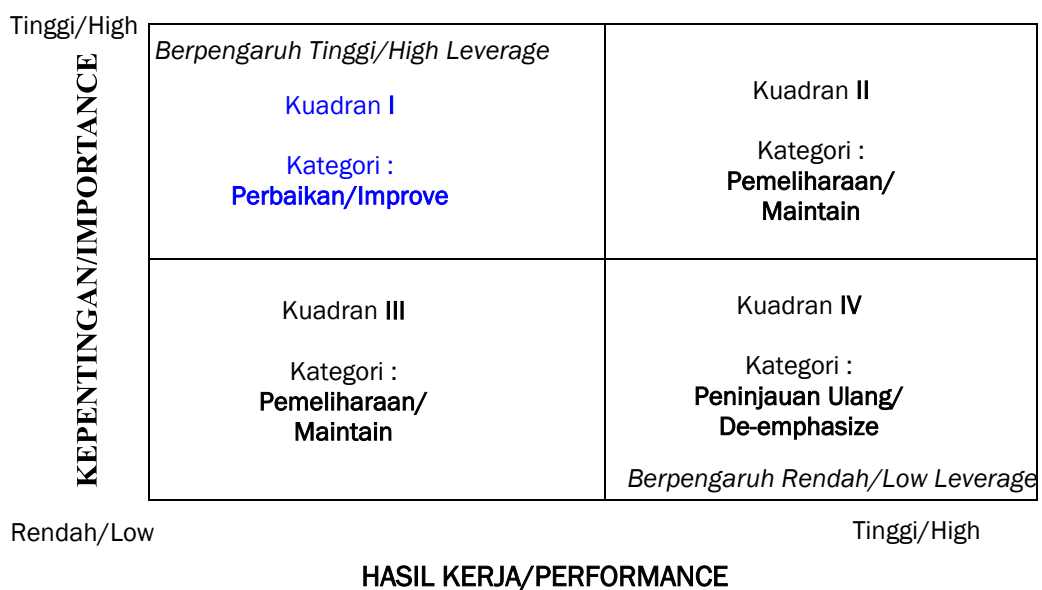 Tinggi/High
KEPENTINGAN/IMPORTANCE
Berpengaruh Tinggi/High Leverage
Kuadran I
Kategori :
Perbaikan/Improve
Kuadran II
Kategori :
Pemeliharaan/
Maintain
Kuadran III
Kategori :
Pemeliharaan/
Maintain
Kuadran IV
Kategori :
Peninjauan Ulang/
De-emphasize
Berpengaruh Rendah/Low Leverage
Rendah/Low
Tinggi/High
HASIL KERJA/PERFORMANCE